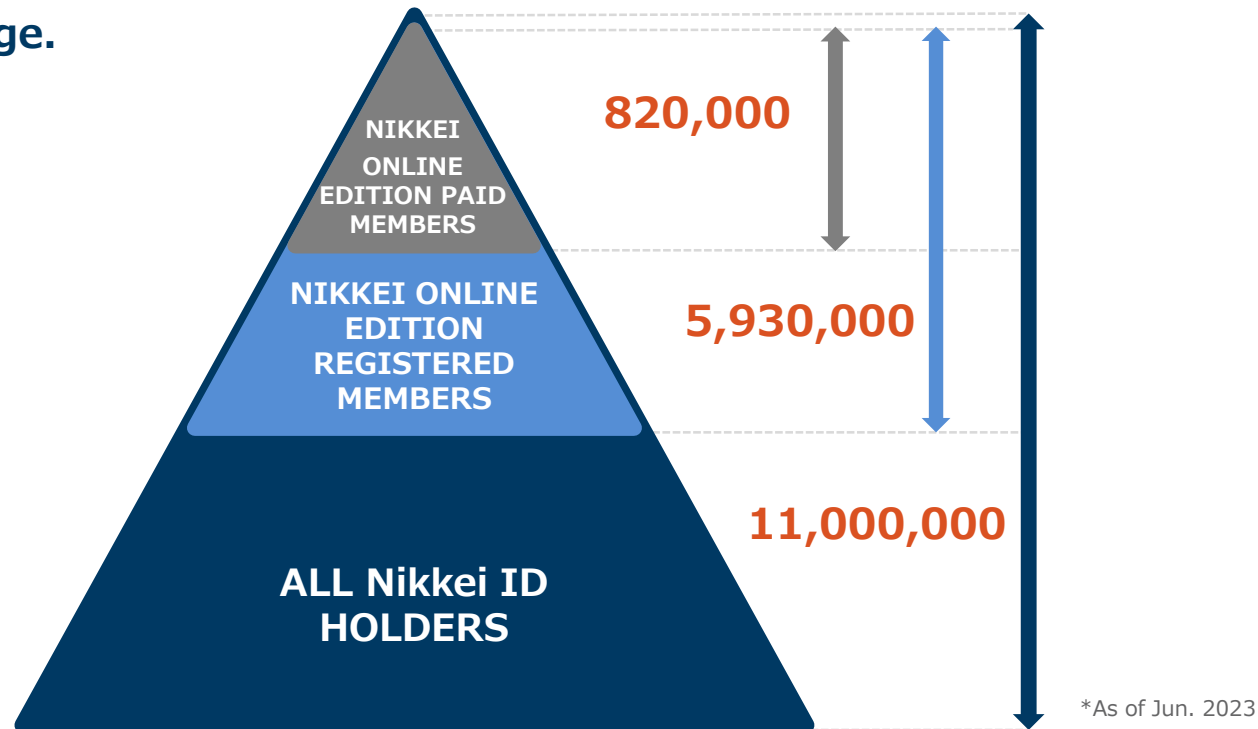 ge.
NIKKEI
ONLINE
EDITION PAID
MEMBERS
820,000
NIKKEI ONLINE
EDITION
REGISTERED
MEMBERS
5,930,000
ALL Nikkei ID
HOLDERS
11,000,000
*As of Jun. 2023